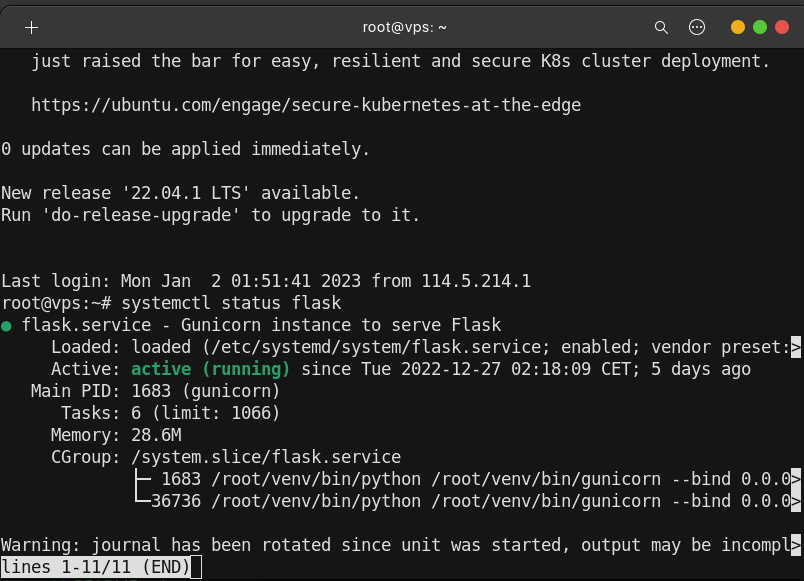 root@vps: ~
just raised the bar for easy, resilient and secure K8s cluster deployment.
https://ubuntu.com/engage/secure-kubernetes-at-the-edge
0 updates can be applied immediately.
New release '22.04.1 LTS' available.
Run 'do-release-upgrade' to upgrade to it.
Last login: Mon Jan  2 01:51:41 2023 from 114.5.214.1
root@vps:~# systemctl status flask
● flask.service - Gunicorn instance to serve Flask
Loaded: loaded (/etc/systemd/system/flask.service; enabled; vendor preset:>
Active: active (running) since Tue 2022-12-27 02:18:09 CET; 5 days ago
Main PID: 1683 (gunicorn)
Tasks: 6 (limit: 1066)
Memory: 28.6M
CGroup: /system.slice/flask.service
├─ 1683 /root/venv/bin/python /root/venv/bin/gunicorn --bind 0.0.0>
└─36736 /root/venv/bin/python /root/venv/bin/gunicorn --bind 0.0.0>
Warning: journal has been rotated since unit was started, output may be incompl>
lines 1-11/11 (END)